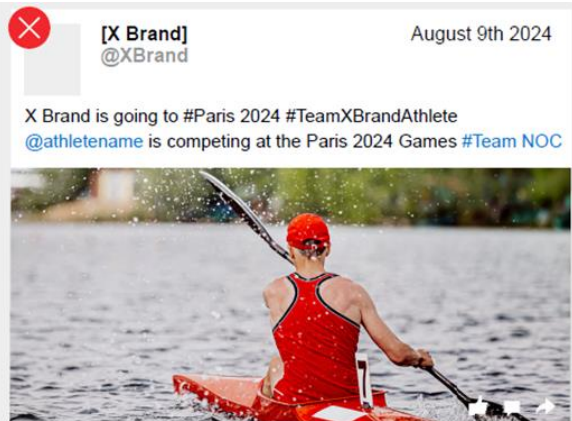 [X Brand]
August 9th 2024
@XBrand
X Brand is going to #Paris 2024 #TeamXBrandAthlete
@athletename is competing at the Paris 2024 Games #Team NOC
7